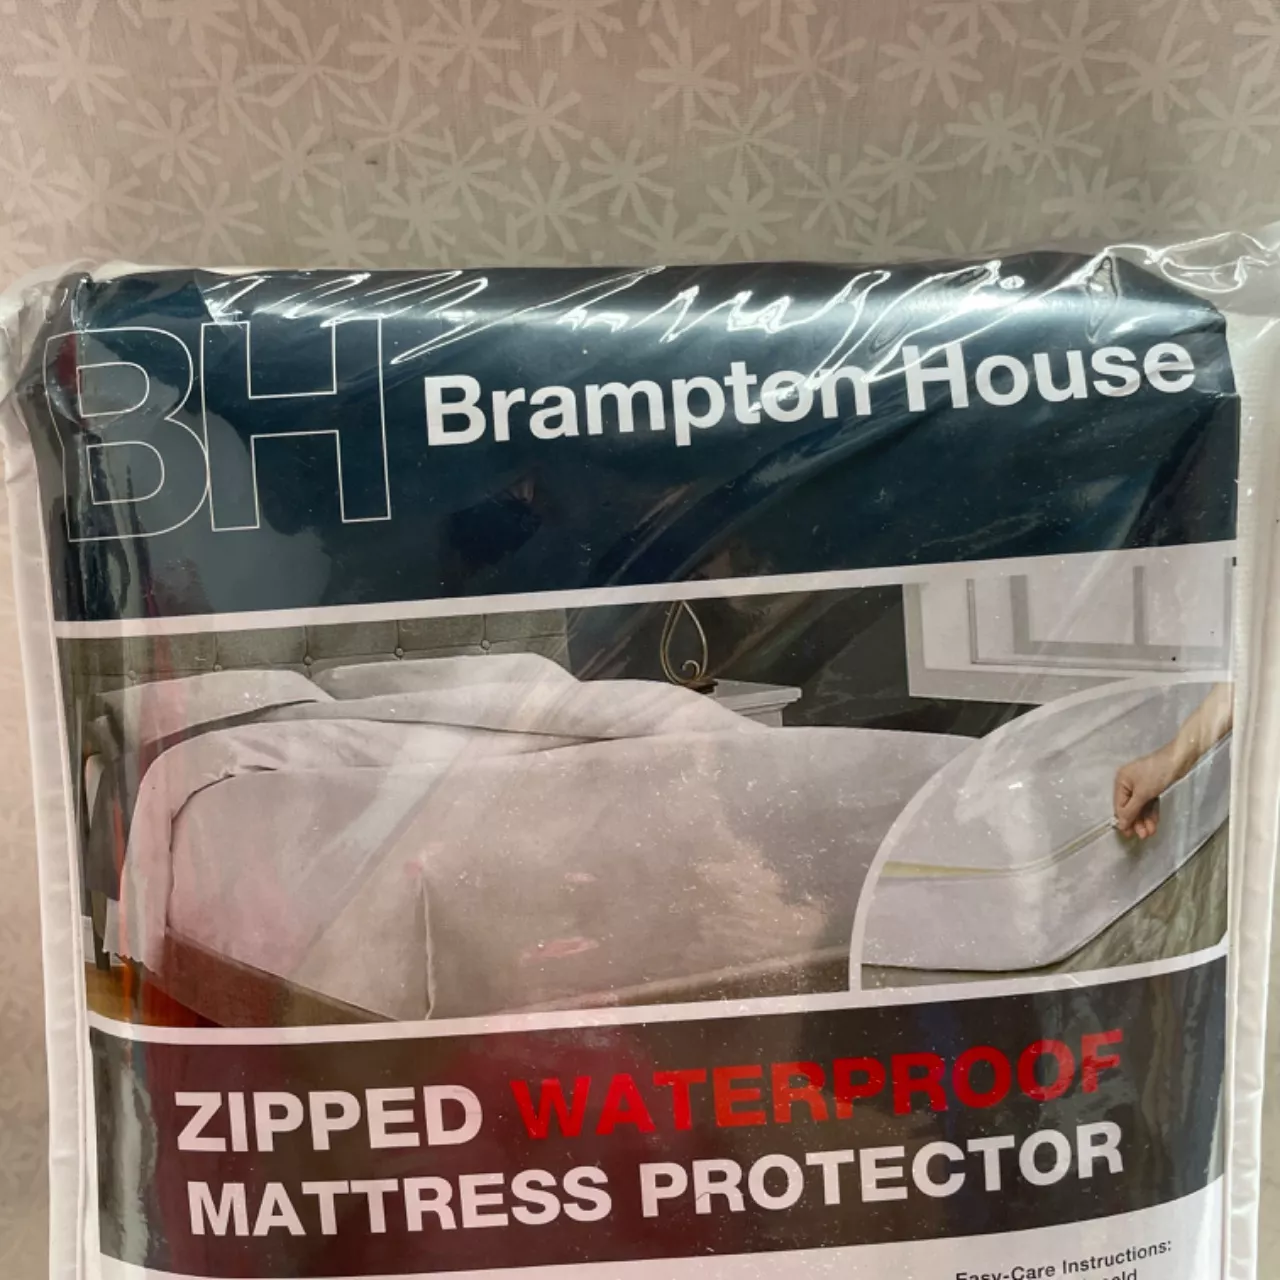 BH
Brampton House
ZIPPED WATERPROOF
MATTRESS PROTECTOR
Easy-Care Instructions: